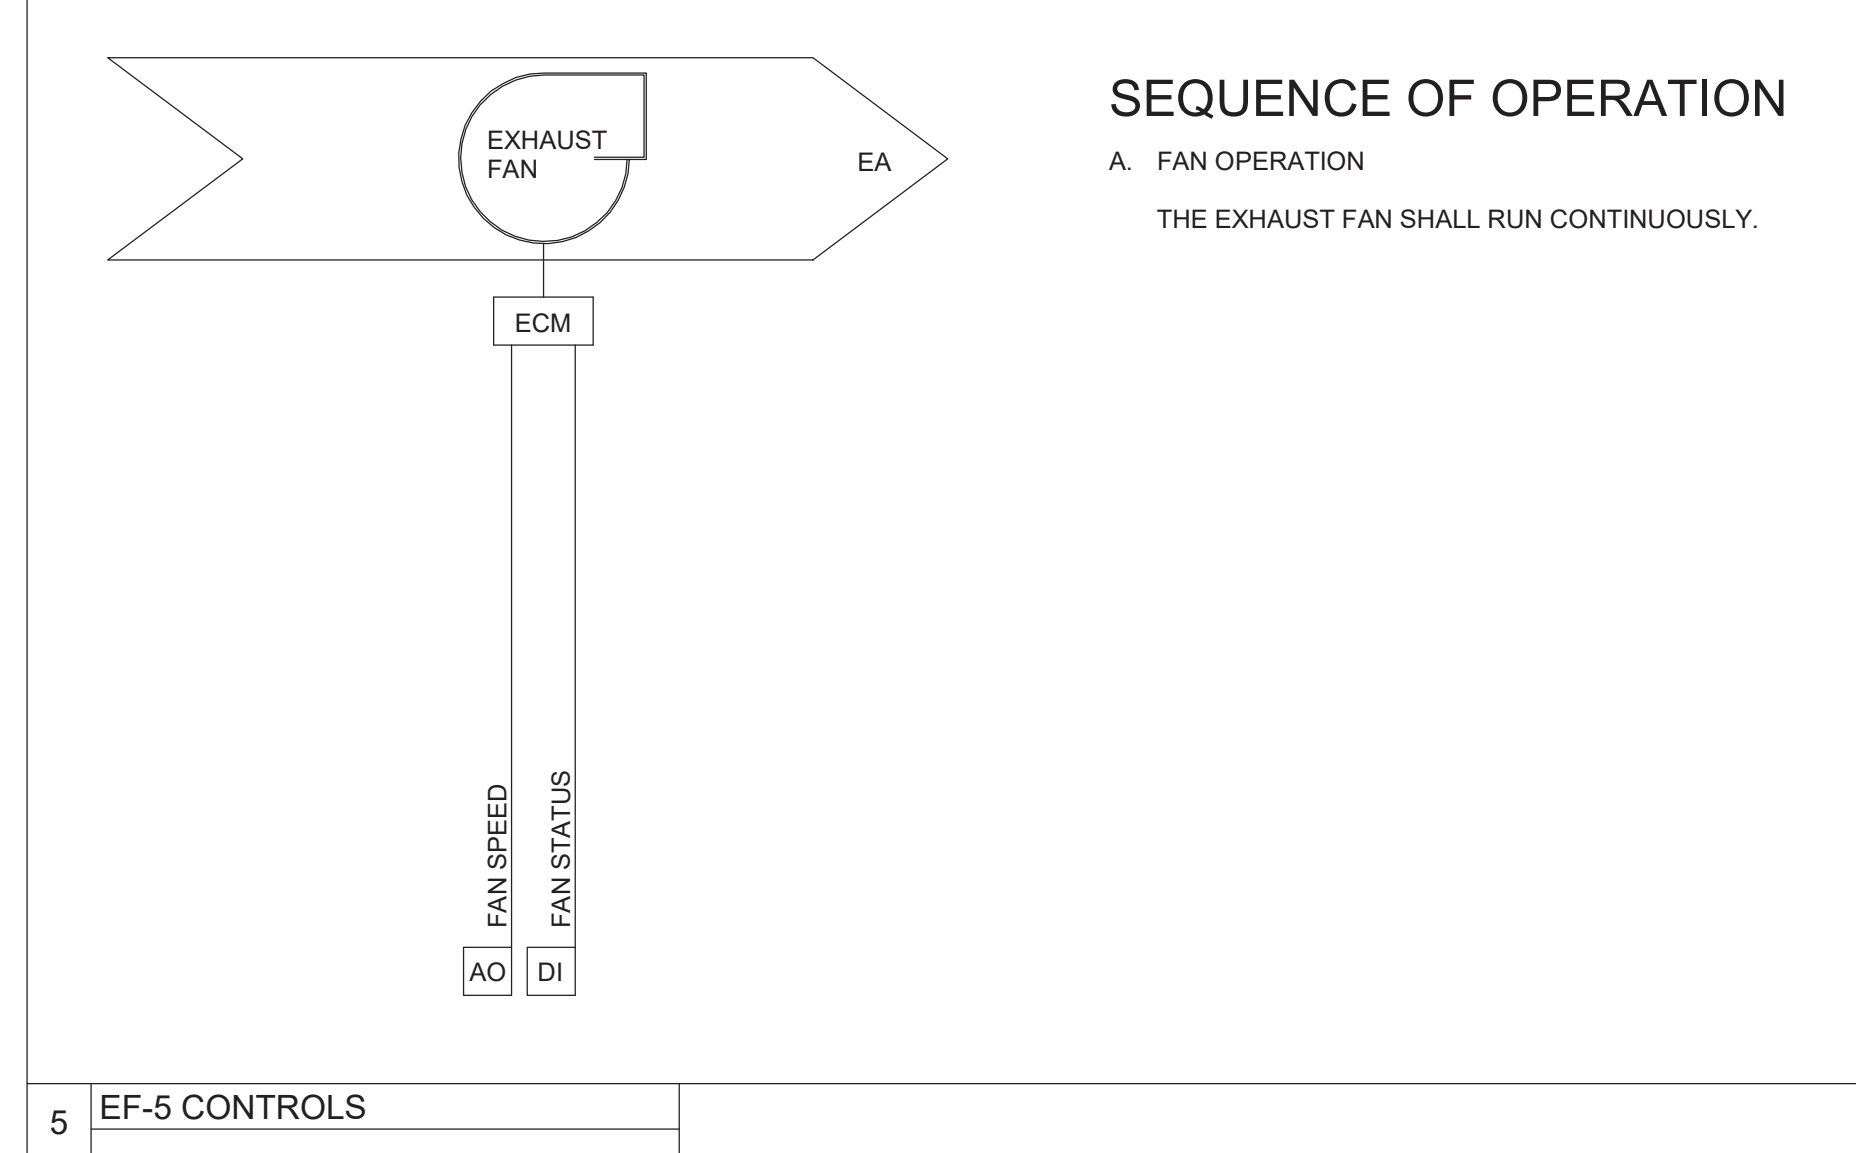 EXHAUST
FAN
EA
ECM
FAN SPEED
FAN STATUS
AO
DI
SEQUENCE OF OPERATION
A. FAN OPERATION
THE EXHAUST FAN SHALL RUN CONTINUOUSLY.
5
EF-5 CONTROLS